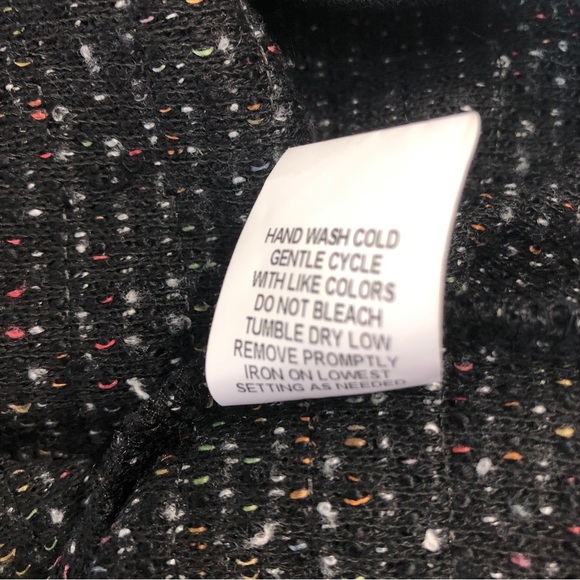 HAND WASH COLD
GENTLE CYCLE
WITH LIKE COLORS
DO NOT BLEACH
TUMBLE DRY LOW
REMOVE PROMPTLY
IRON ON LOWEST
SETTING AS NEEDED